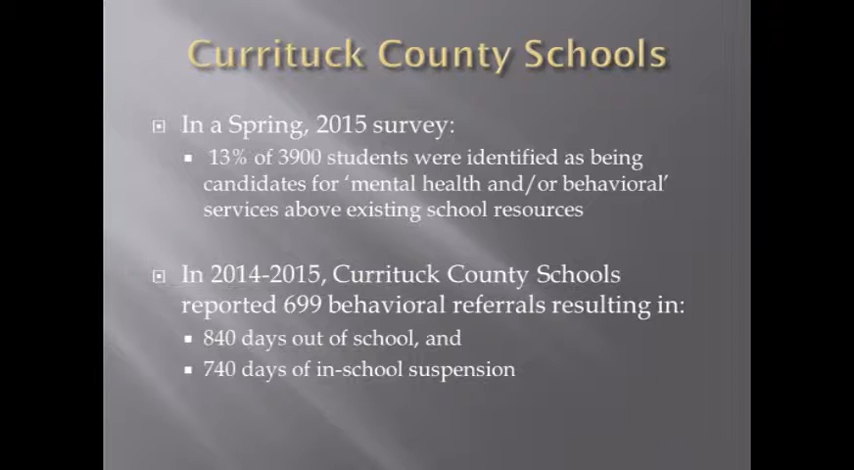 Currituck County Schools
In a Spring, 2015 survey:
13% of 3900 students were identified as being
candidates for ‘mental health and/or behavioral’
services above existing school resources
In 2014-2015, Currituck County Schools
reported 699 behavioral referrals resulting in:
840 days out of school, and
740 days of in-school suspension